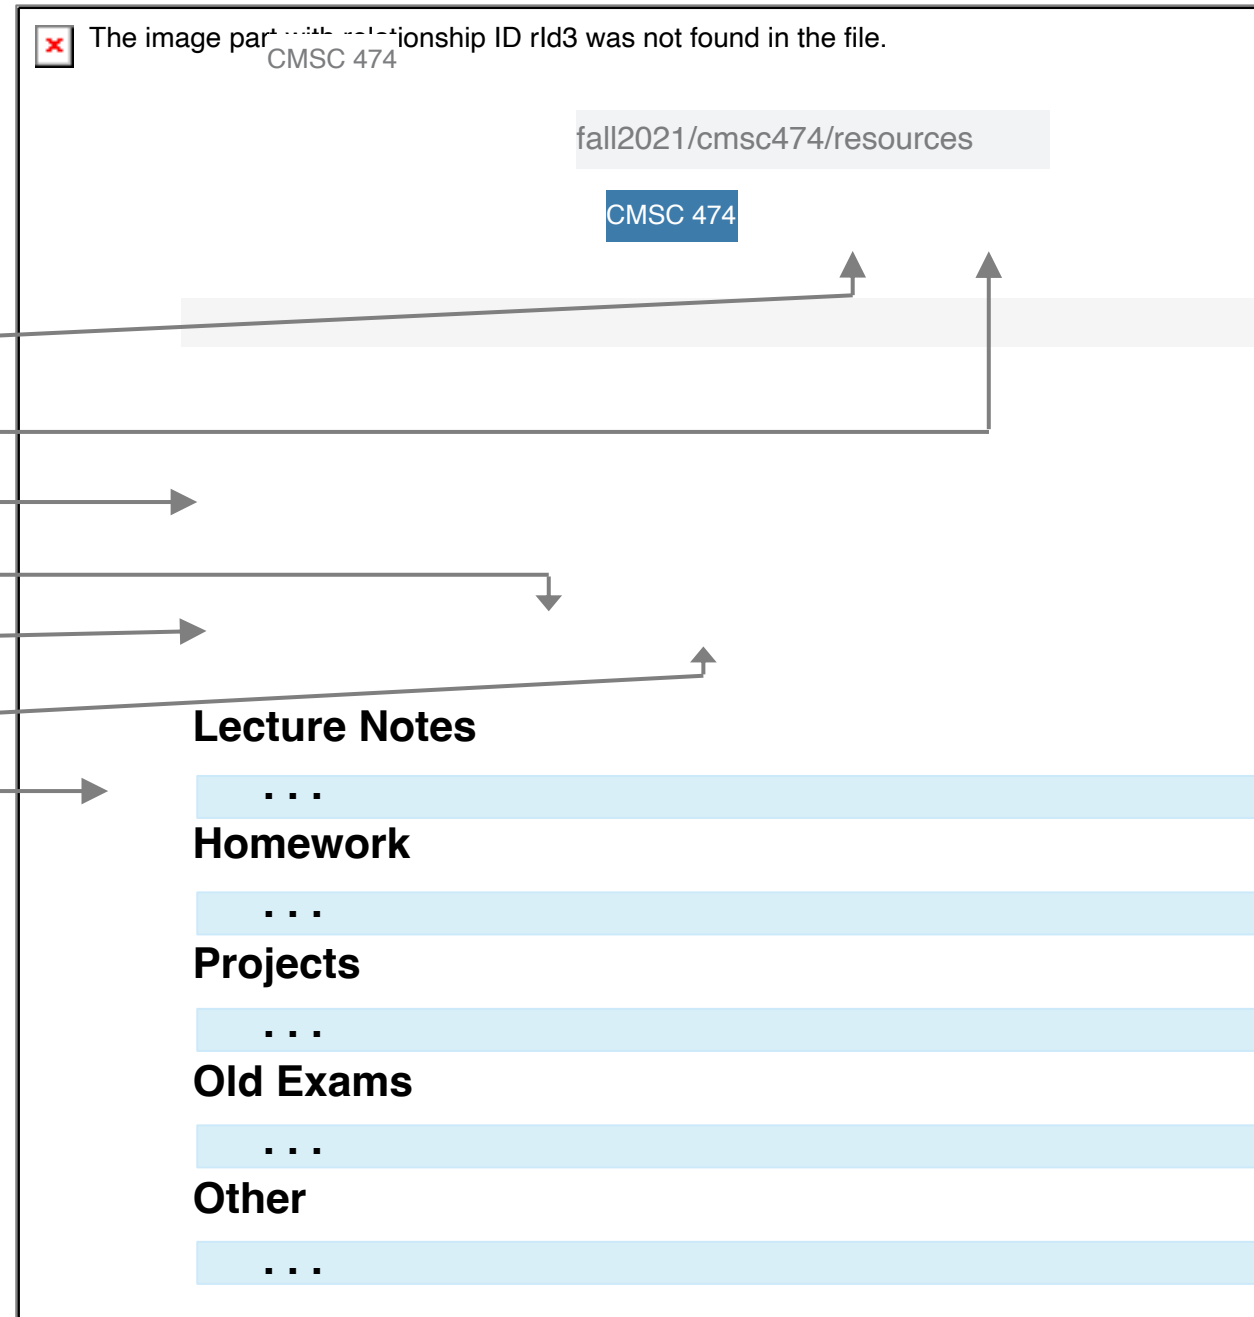 The image part with relationship ID rId3 was not found in the file.
CMSC 474
fall2021/cmsc474/resources
CMSC 474
Lecture Notes
. . .
Homework
. . .
Projects
. . .
Old Exams
. . .
Other
. . .